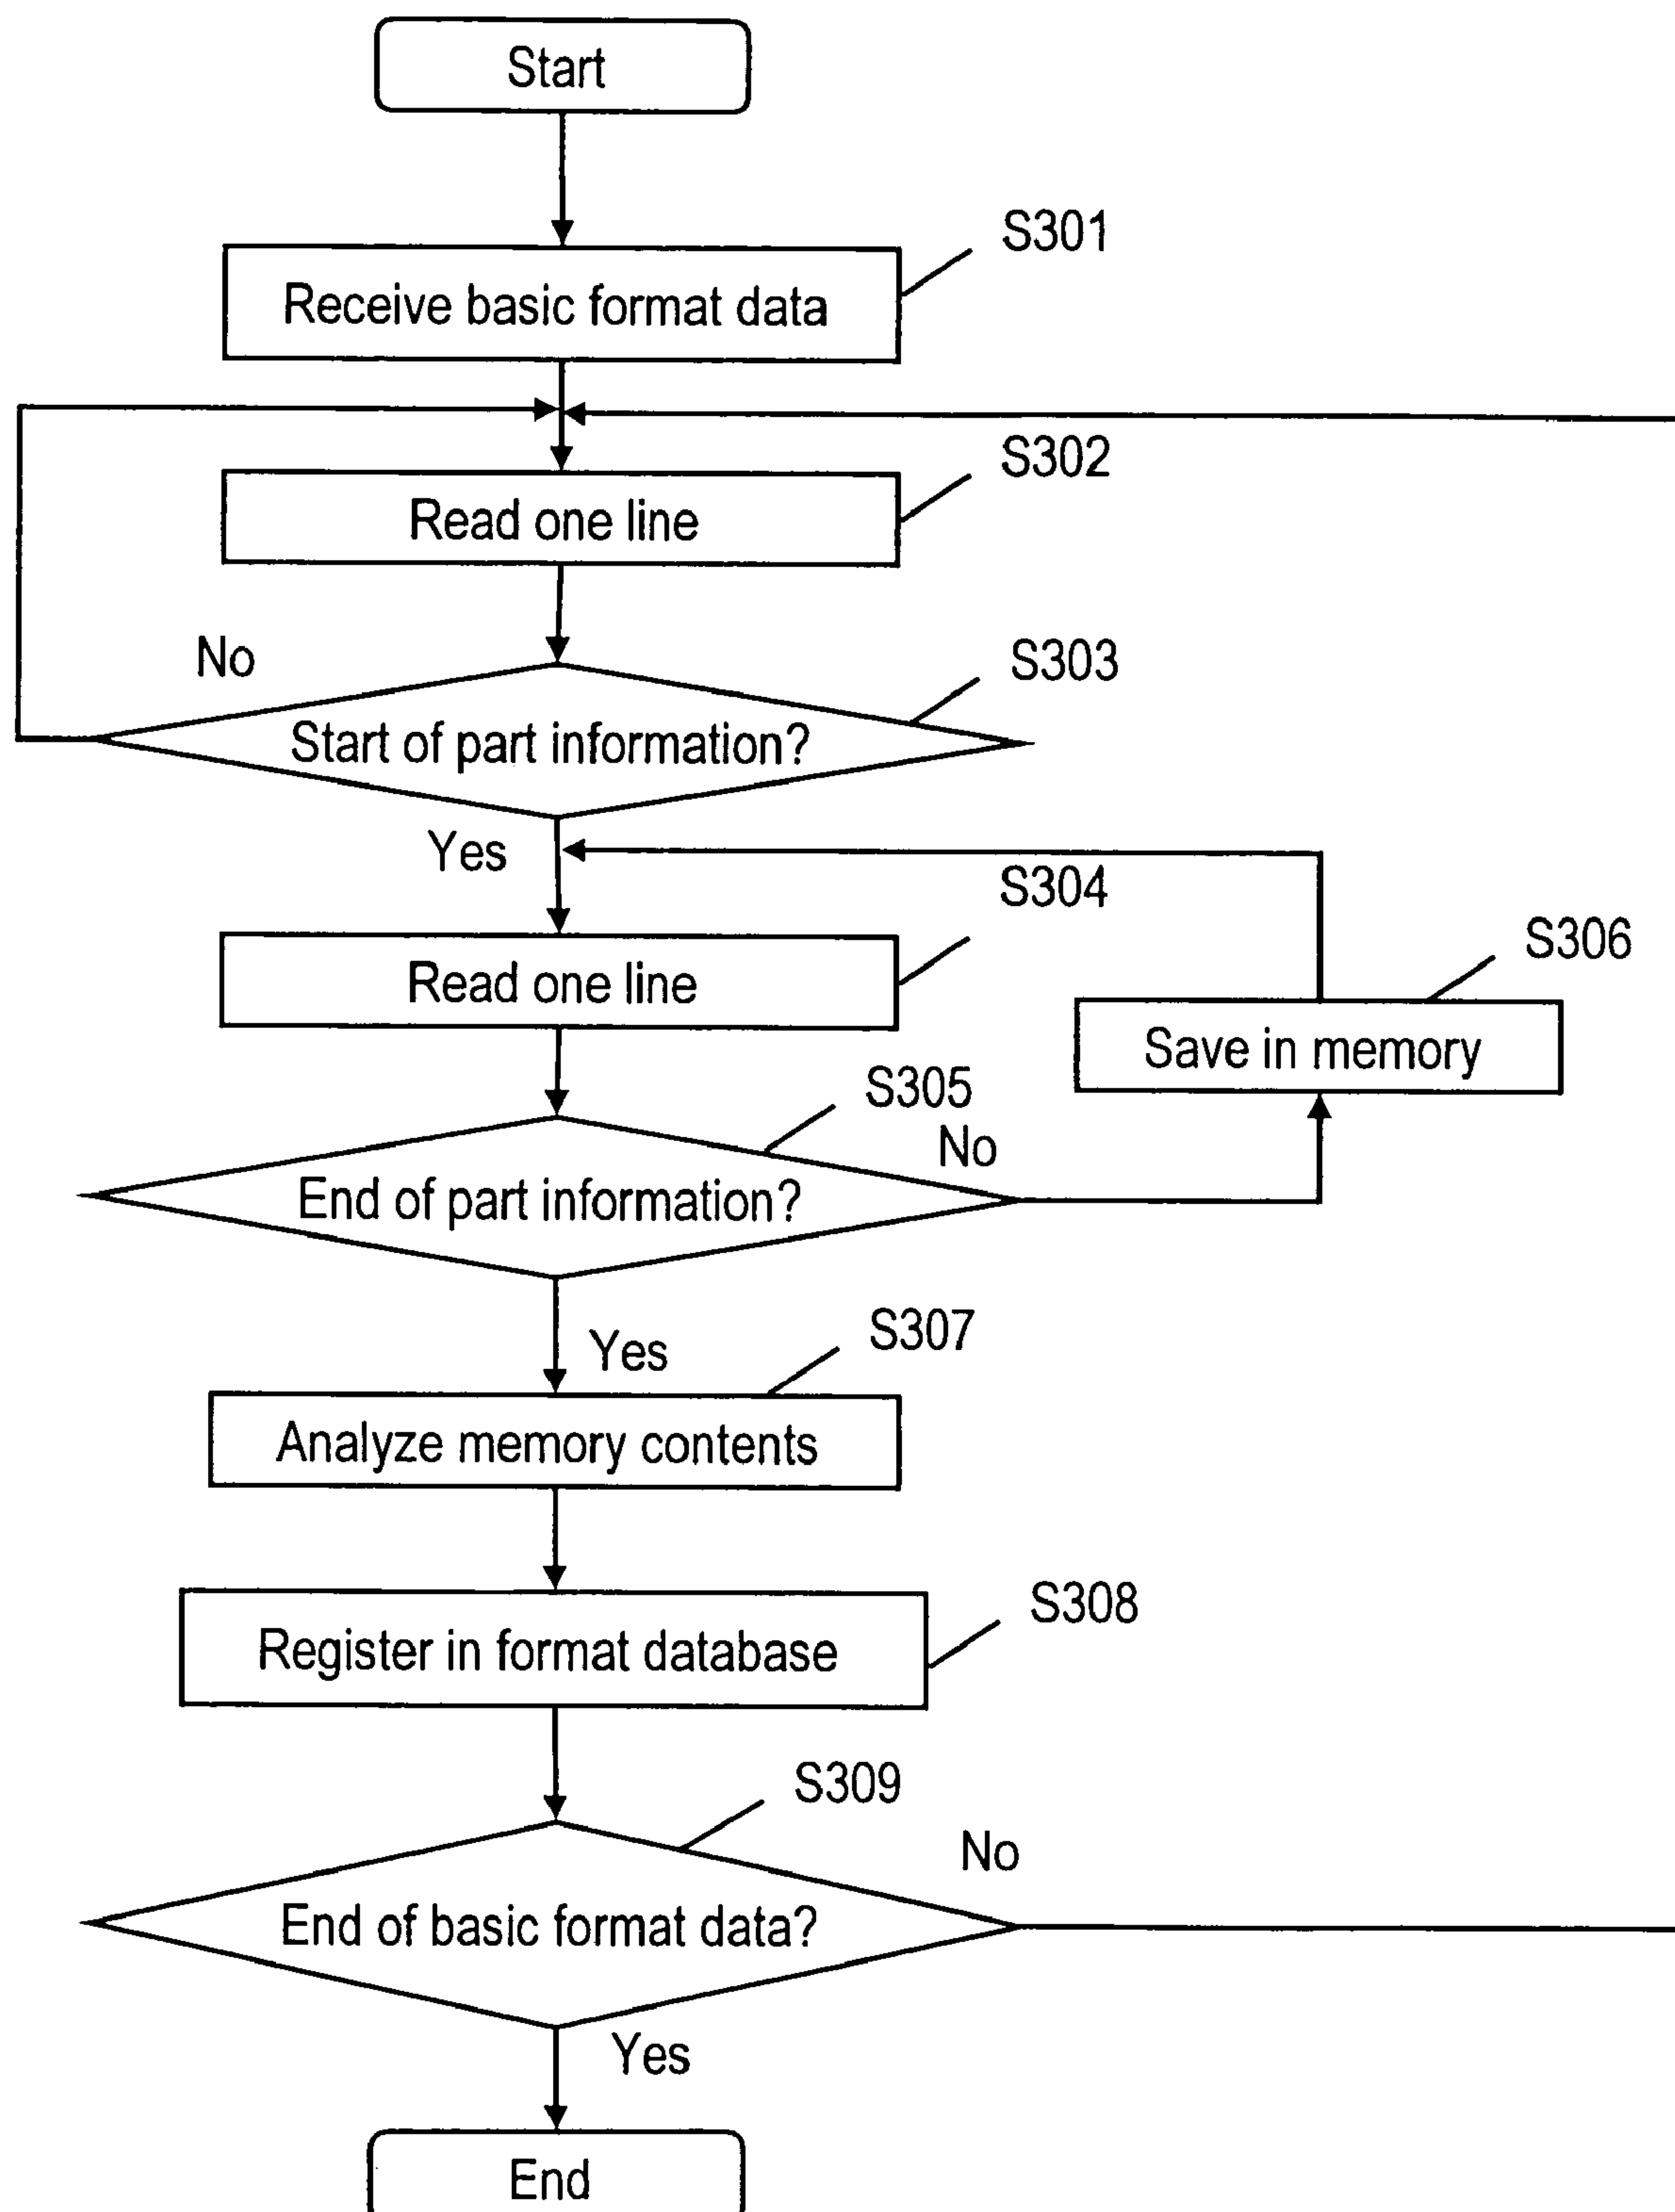 Start
S301
Receive basic format data
S302
Read one line
No
S303
Start of part information?
Yes
S304
Read one line
S306
Save in memory
S305
No
End of part information?
Yes
S307
Analyze memory contents
S308
Register in format database
S309
No
End of basic format data?
Yes
End